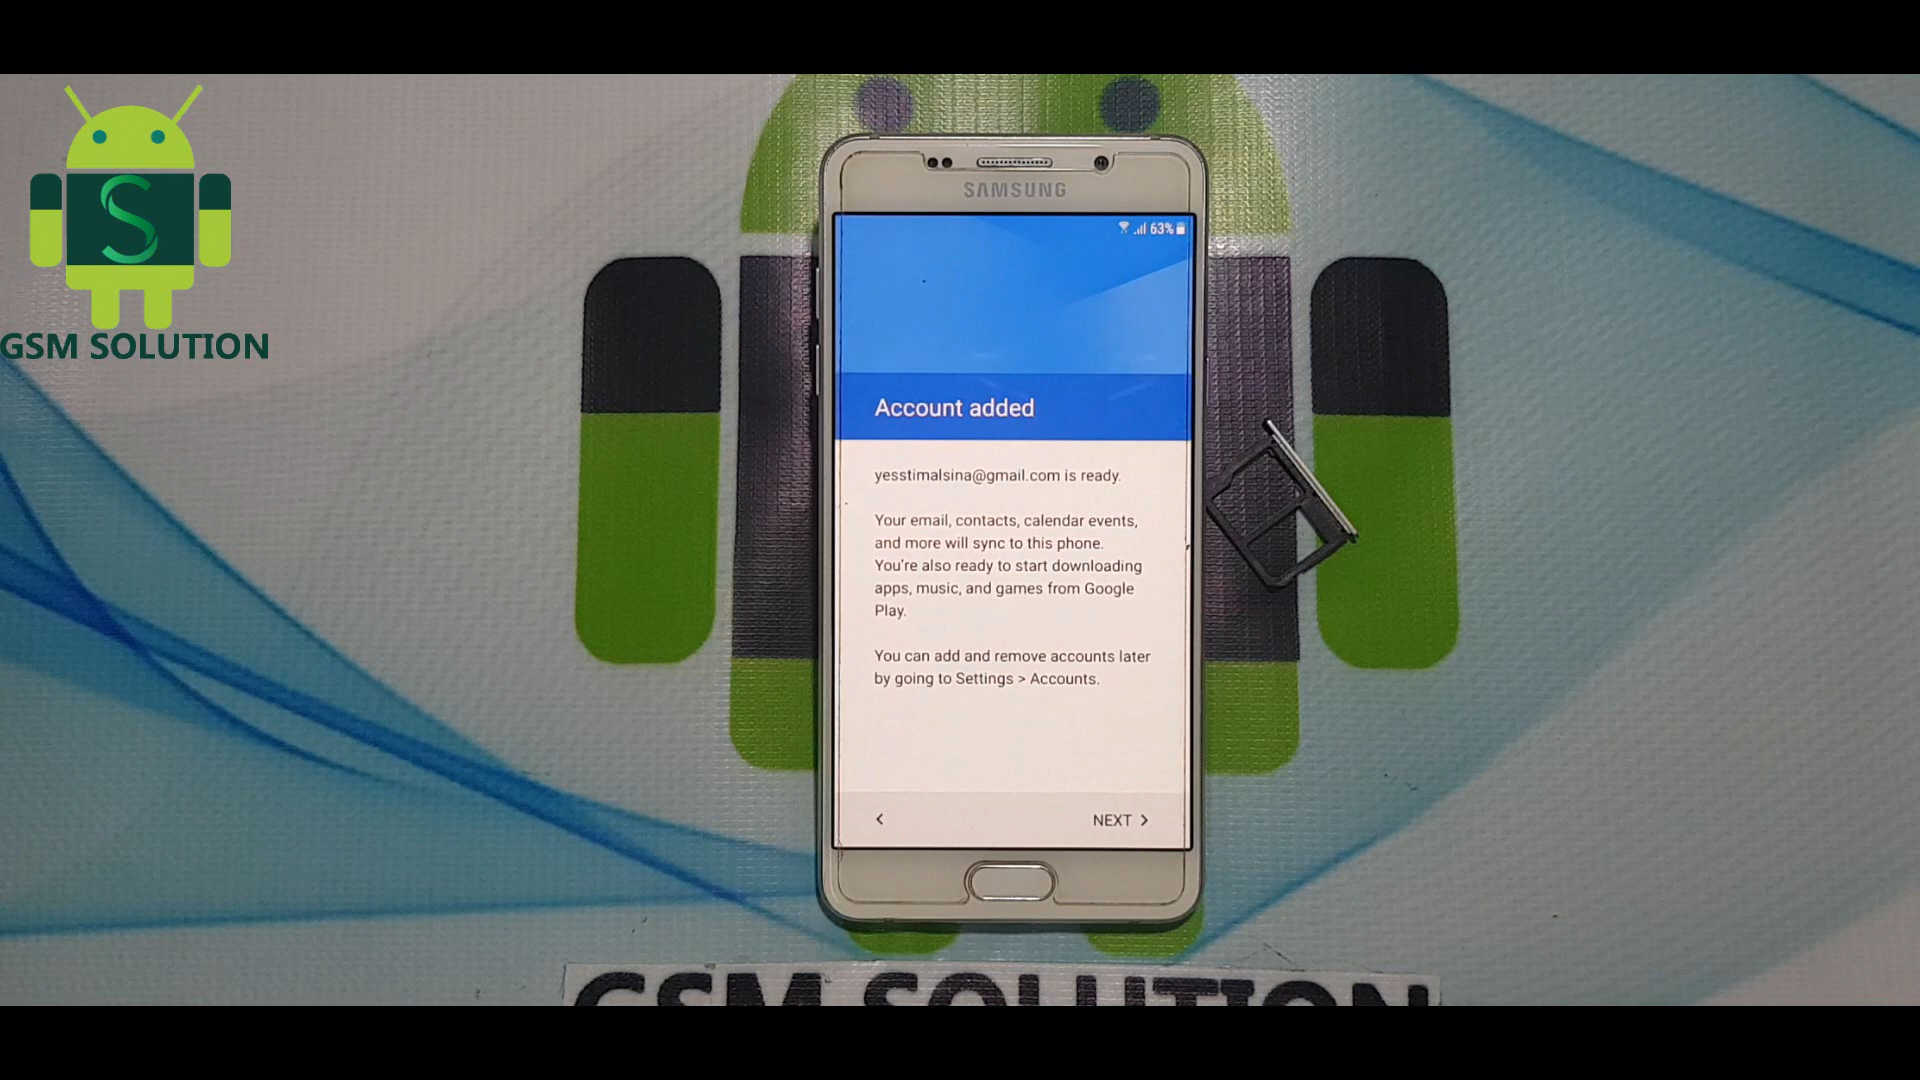 S
GSM SOLUTION
SAMSUNG
63%
Account added
yesstimalsina@gmail.com is ready.
Your email, contacts, calendar events,
and more will sync to this phone.
You're also ready to start downloading
apps, music, and games from Google
Play.
You can add and remove accounts later
by going to Settings > Accounts.
NEXT
GSM SOLUTION